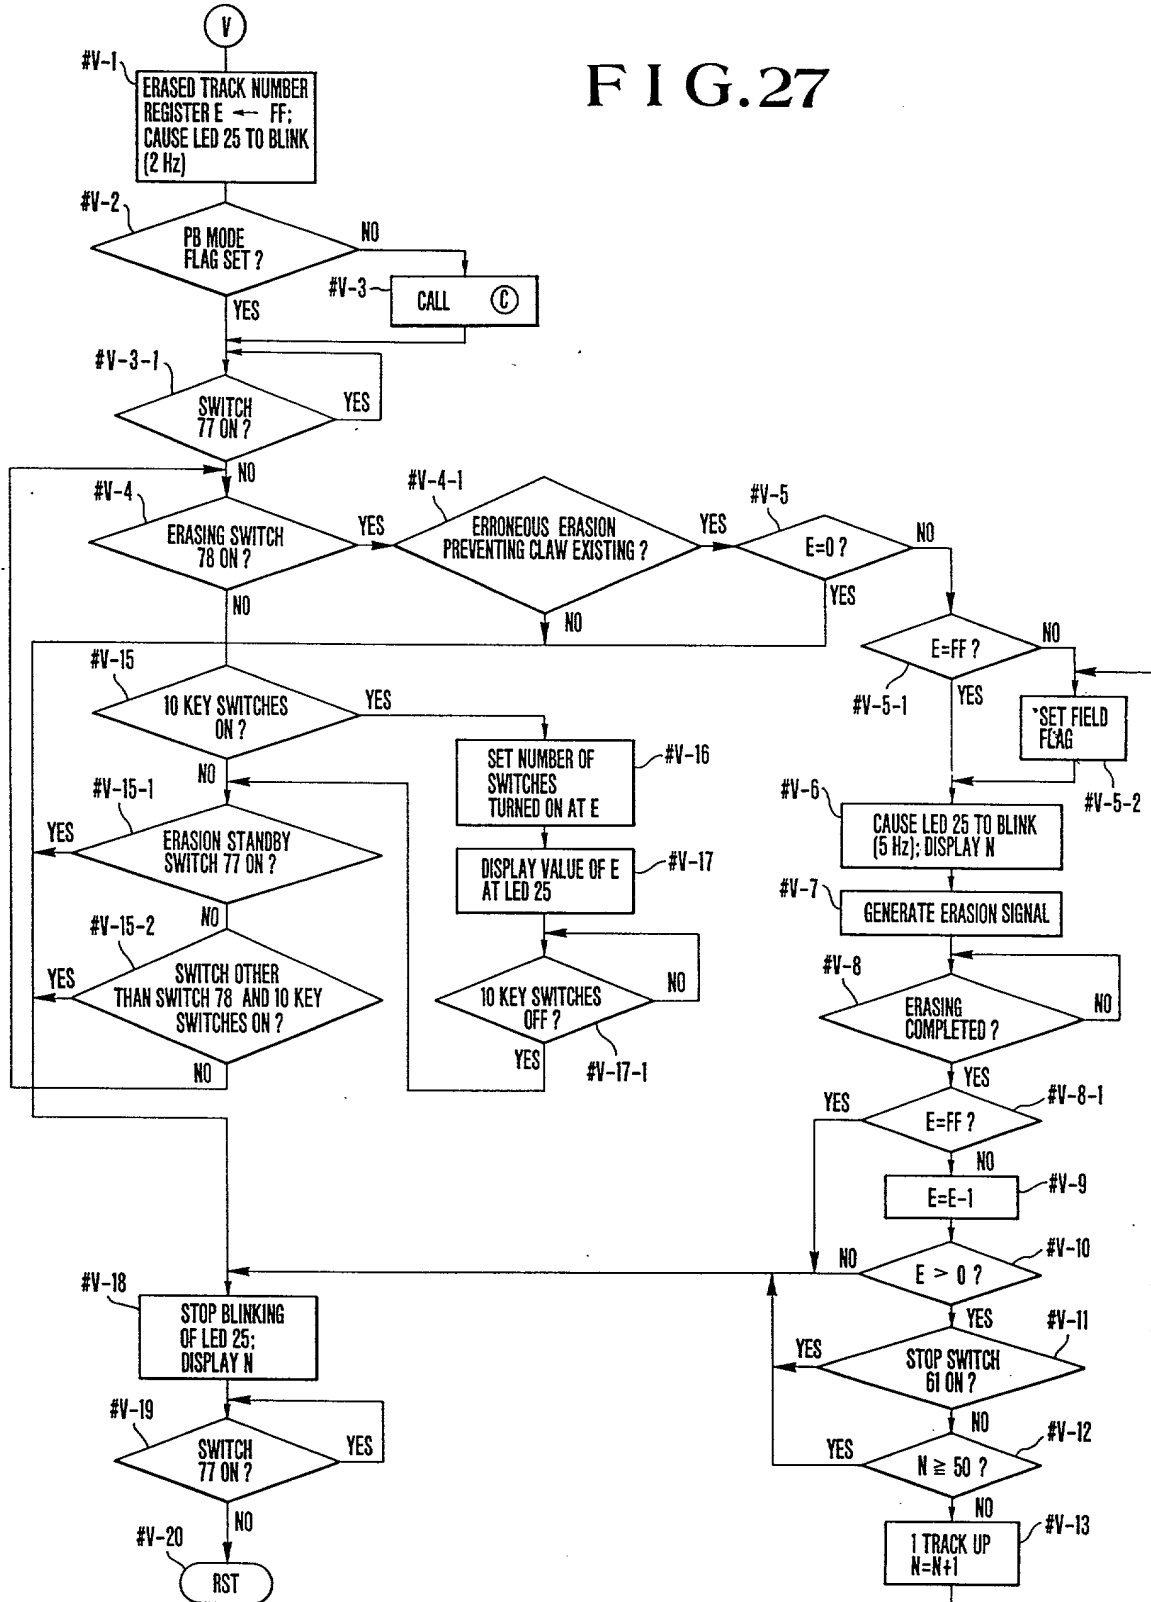 V
FIG.27
#V-1
ERASED TRACK NUMBER
REGISTER E ← FF;
CAUSE LED 25 TO BLINK
(2 Hz)
#V-2
PB MODE
FLAG SET ?
NO
YES
#V-3
CALL C
#V-3-1
SWITCH
77 ON ?
YES
NO
#V-4
ERASING SWITCH
78 ON ?
YES
NO
#V-4-1
ERRONEOUS ERASION
PREVENTING CLAW EXISTING ?
YES
NO
#V-5
E=0 ?
NO
YES
E=FF ?
NO
YES
#V-5-1
SET FIELD
FLAG
#V-5-2
#V-15
10 KEY SWITCHES
ON ?
YES
NO
#V-16
SET NUMBER OF
SWITCHES
TURNED ON AT E
#V-15-1
ERASION STANDBY
SWITCH 77 ON ?
YES
NO
#V-17
DISPLAY VALUE OF E
AT LED 25
#V-15-2
SWITCH OTHER
THAN SWITCH 78 AND 10 KEY
SWITCHES ON ?
YES
NO
10 KEY SWITCHES
OFF ?
NO
YES
#V-17-1
#V-6
CAUSE LED 25 TO BLINK
(5 Hz); DISPLAY N
#V-7
GENERATE ERASION SIGNAL
#V-8
ERASING
COMPLETED ?
NO
YES
#V-8-1
E=FF ?
YES
NO
#V-9
E=E-1
#V-10
E > 0 ?
NO
YES
#V-11
STOP SWITCH
61 ON ?
YES
NO
#V-12
N ≧ 50 ?
YES
NO
#V-13
1 TRACK UP
N=N+1
#V-18
STOP BLINKING
OF LED 25;
DISPLAY N
#V-19
SWITCH
77 ON ?
YES
NO
#V-20
RST